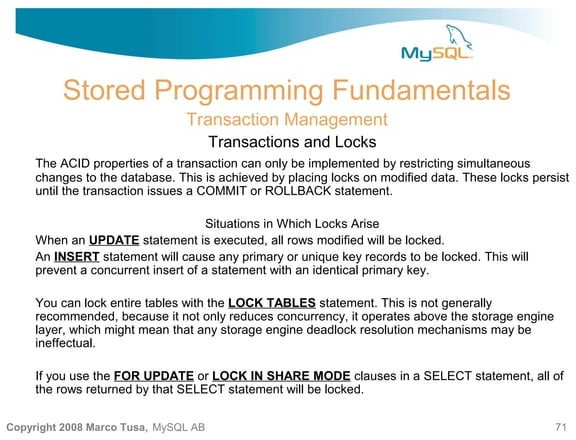 MySQL
Stored Programming Fundamentals
Transaction Management
Transactions and Locks
The ACID properties of a transaction can only be implemented by restricting simultaneous
changes to the database. This is achieved by placing locks on modified data. These locks persist
until the transaction issues a COMMIT or ROLLBACK statement.
Situations in Which Locks Arise
When an UPDATE statement is executed, all rows modified will be locked.
An INSERT statement will cause any primary or unique key records to be locked. This will
prevent a concurrent insert of a statement with an identical primary key.
You can lock entire tables with the LOCK TABLES statement. This is not generally
recommended, because it not only reduces concurrency, it operates above the storage engine
layer, which might mean that any storage engine deadlock resolution mechanisms may be
ineffectual.
If you use the FOR UPDATE or LOCK IN SHARE MODE clauses in a SELECT statement, all of
the rows returned by that SELECT statement will be locked.
Copyright 2008 Marco Tusa, MySQL AB 71